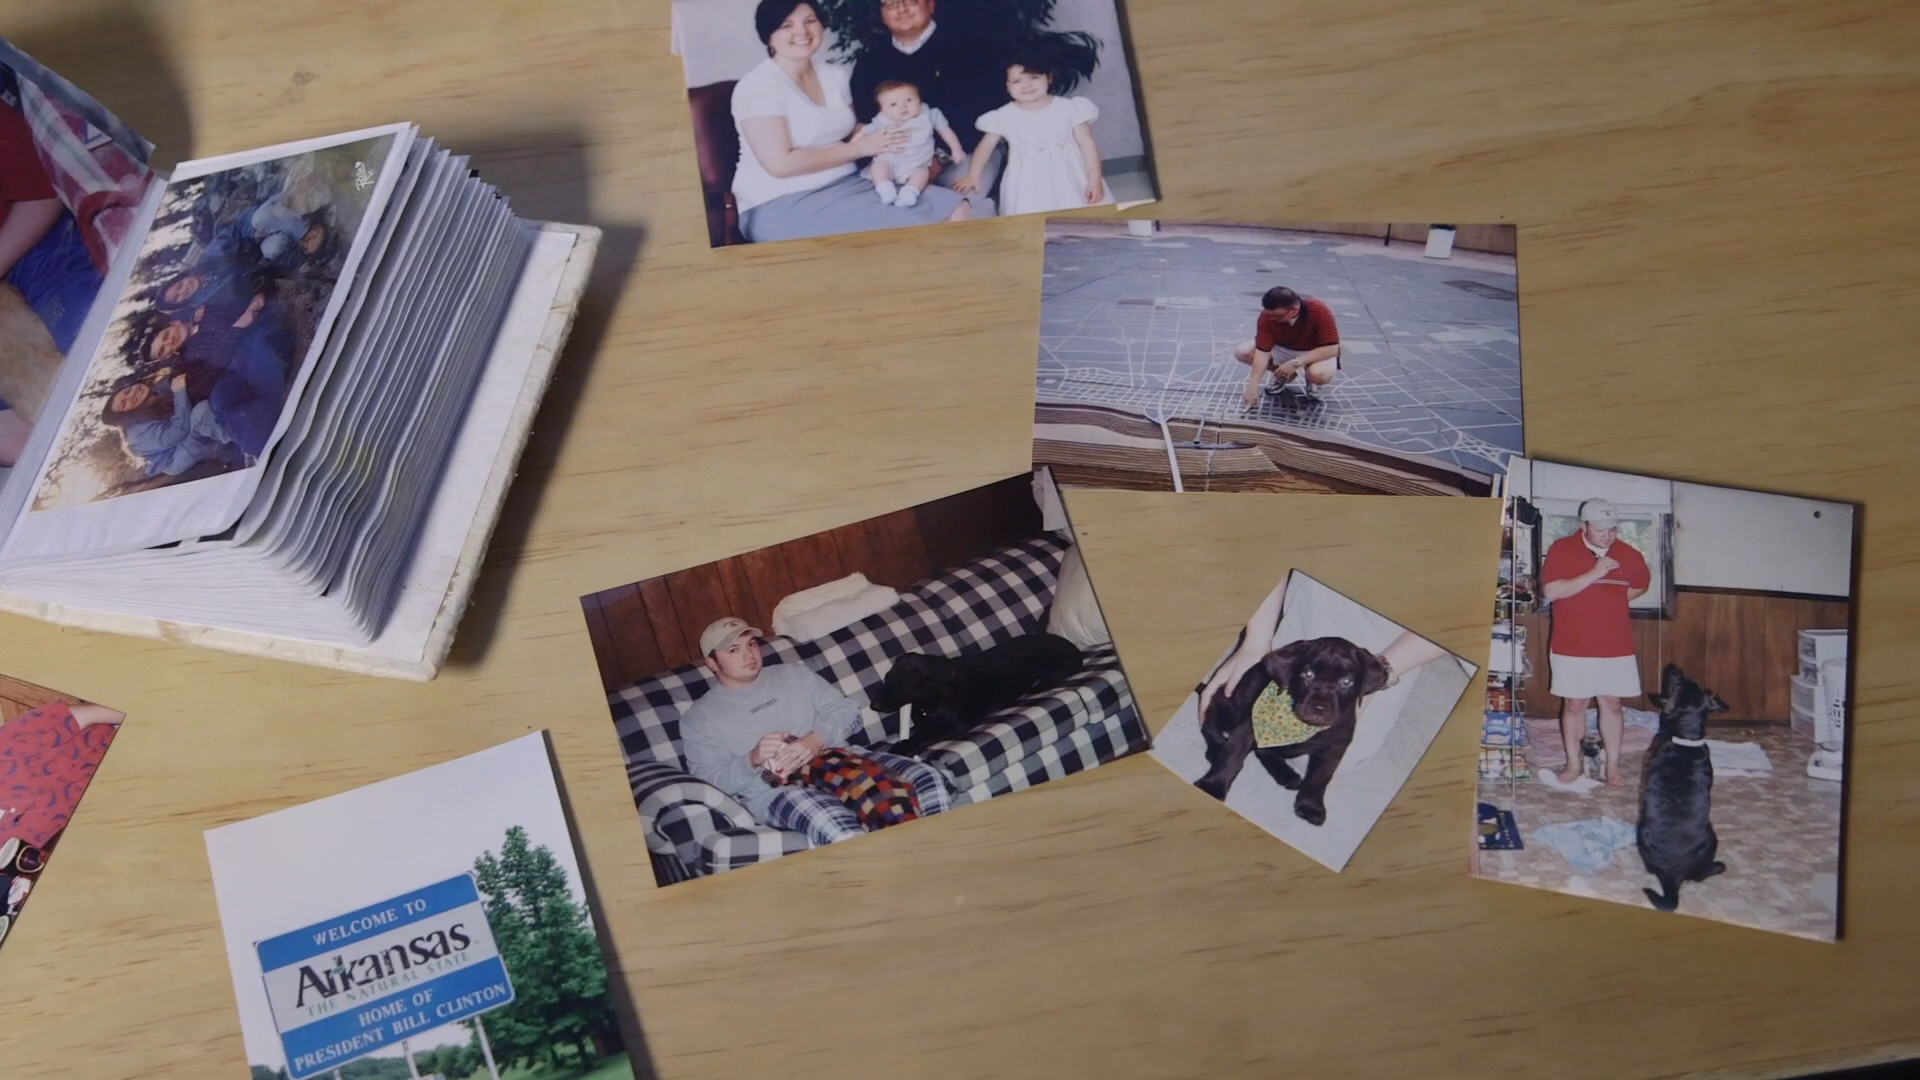 WELCOME TO
Arkansas
THE NATURAL STATE
HOME OF
PRESIDENT BILL CLINTON